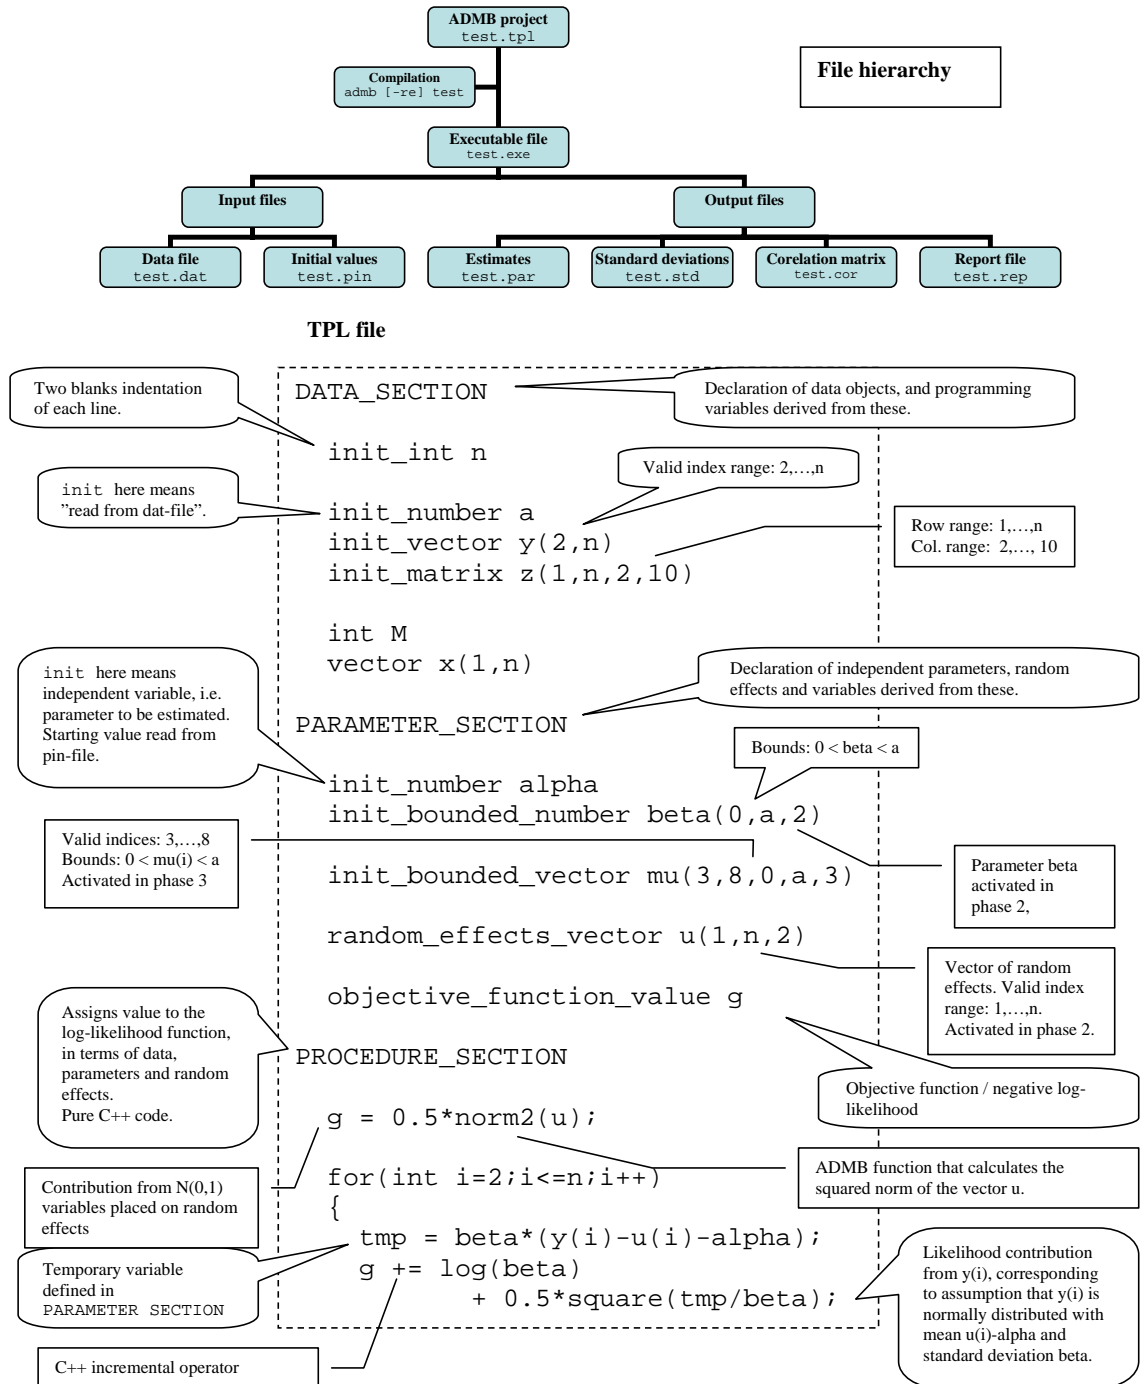 ADMB project
test.tpl
File hierarchy
Compilation
admb [-re] test
Executable file
test.exe
Input files
Output files
Data file
test.dat
Initial values
test.pin
Estimates
test.par
Standard deviations
test.std
Corelation matrix
test.cor
Report file
test.rep
TPL file
Two blanks indentation
of each line.
DATA_SECTION
Declaration of data objects, and programming
variables derived from these.
init_int n
Valid index range: 2,…,n
init here means
”read from dat-file”.
init_number a
init_vector y(2,n)
init_matrix z(1,n,2,10)
Row range: 1,…,n
Col. range: 2,…, 10
int M
vector x(1,n)
init here means
independent variable, i.e.
parameter to be estimated.
Starting value read from
pin-file.
Declaration of independent parameters, random
effects and variables derived from these.
PARAMETER_SECTION
Bounds: 0 < beta < a
init_number alpha
init_bounded_number beta(0,a,2)
Valid indices: 3,…,8
Bounds: 0 < mu(i) < a
Activated in phase 3
Parameter beta
activated in
phase 2,
init_bounded_vector mu(3,8,0,a,3)
random_effects_vector u(1,n,2)
Vector of random
effects. Valid index
range: 1,…,n.
Activated in phase 2.
objective_function_value g
Assigns value to the
log-likelihood function,
in terms of data,
parameters and random
effects.
Pure C++ code.
PROCEDURE_SECTION
Objective function / negative log-
likelihood
g = 0.5*norm2(u);
ADMB function that calculates the
squared norm of the vector u.
Contribution from N(0,1)
variables placed on random
effects
for(int i=2;i<=n;i++)
{
tmp = beta*(y(i)-u(i)-alpha);
g += log(beta)
+ 0.5*square(tmp/beta);
Temporary variable
defined in
PARAMETER SECTION
Likelihood contribution
from y(i), corresponding
to assumption that y(i) is
normally distributed with
mean u(i)-alpha and
standard deviation beta.
C++ incremental operator